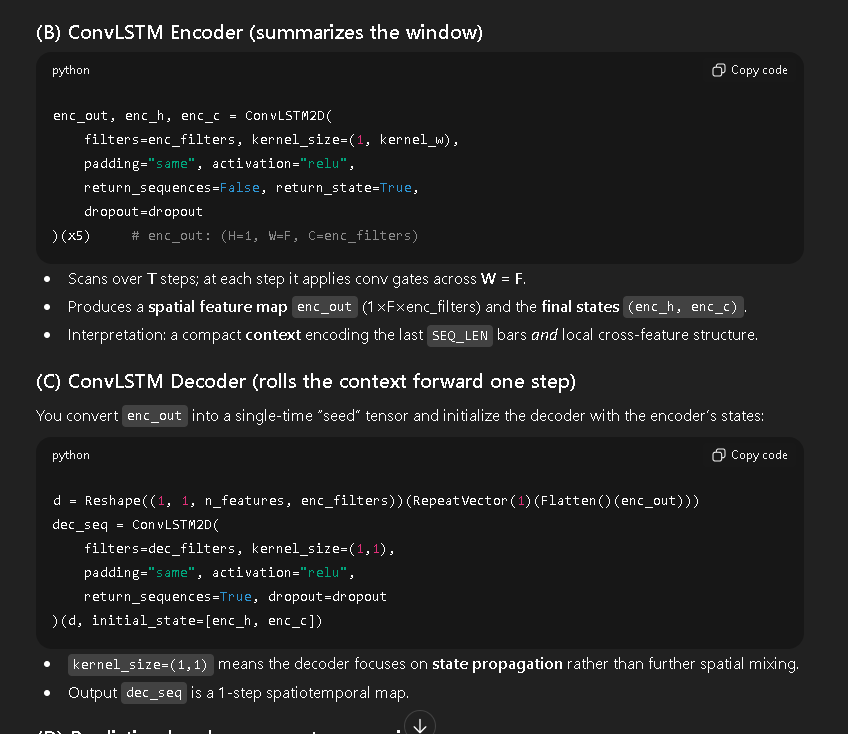 (B) ConvLSTM Encoder (summarizes the window)
python
Copy code
enc_out, enc_h, enc_c = ConvLSTM2D(
    filters=enc_filters, kernel_size=(1, kernel_w),
    padding="same", activation="relu",
    return_sequences=False, return_state=True,
    dropout=dropout
)(x5)     # enc_out: (H=1, W=F, C=enc_filters)
• Scans over T steps; at each step it applies conv gates across W = F.
• Produces a spatial feature map enc_out (1×F×enc_filters) and the final states (enc_h, enc_c).
• Interpretation: a compact context encoding the last SEQ_LEN bars and local cross-feature structure.
(C) ConvLSTM Decoder (rolls the context forward one step)
You convert enc_out into a single-time “seed” tensor and initialize the decoder with the encoder’s states:
python
Copy code
d = Reshape((1, 1, n_features, enc_filters))(RepeatVector(1)(Flatten()(enc_out)))
dec_seq = ConvLSTM2D(
    filters=dec_filters, kernel_size=(1,1),
    padding="same", activation="relu",
    return_sequences=True, dropout=dropout
)(d, initial_state=[enc_h, enc_c])
• kernel_size=(1,1) means the decoder focuses on state propagation rather than further spatial mixing.
• Output dec_seq is a 1-step spatiotemporal map.